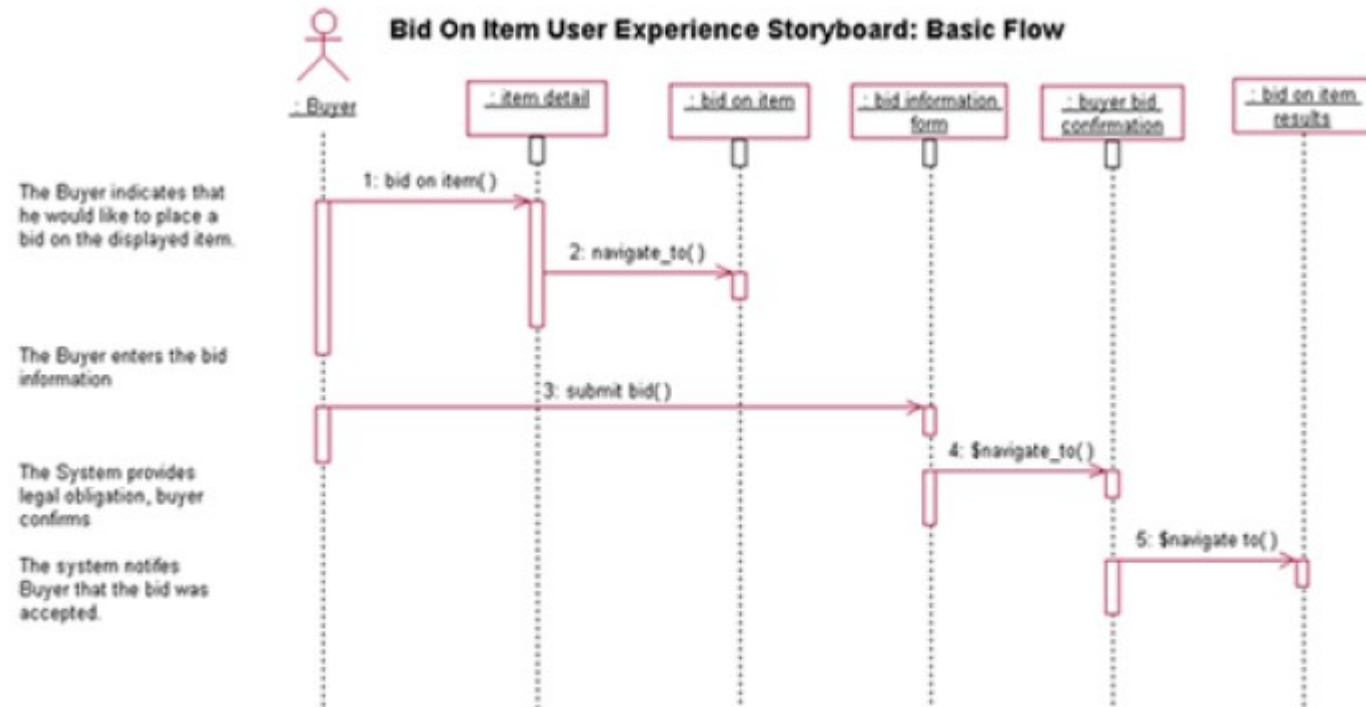 Bid On Item User Experience Storyboard: Basic Flow
: Buyer
: item detail
: bid on item
: bid information
form
: buyer bid
confirmation
: bid on item
results
The Buyer indicates that
he would like to place a
bid on the displayed item.
1: bid on item( )
2: navigate_to( )
The Buyer enters the bid
information
3: submit bid( )
The System provides
legal obligation, buyer
confirms
4: $navigate_to( )
The system notifes
Buyer that the bid was
accepted.
5: $navigate to( )